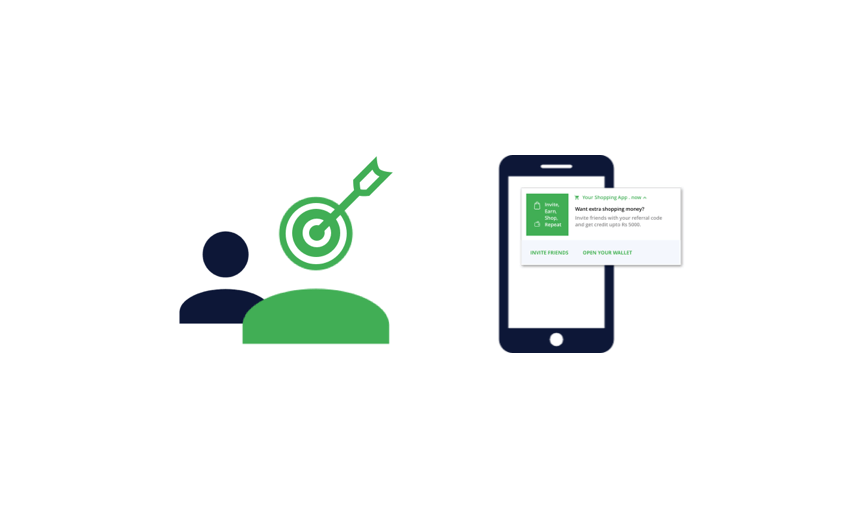 Invite,
Earn,
Shop,
Repeat
Your Shopping App . now
Want extra shopping money?
Invite friends with your referral code
and get credit upto Rs 5000.
INVITE FRIENDS
OPEN YOUR WALLET